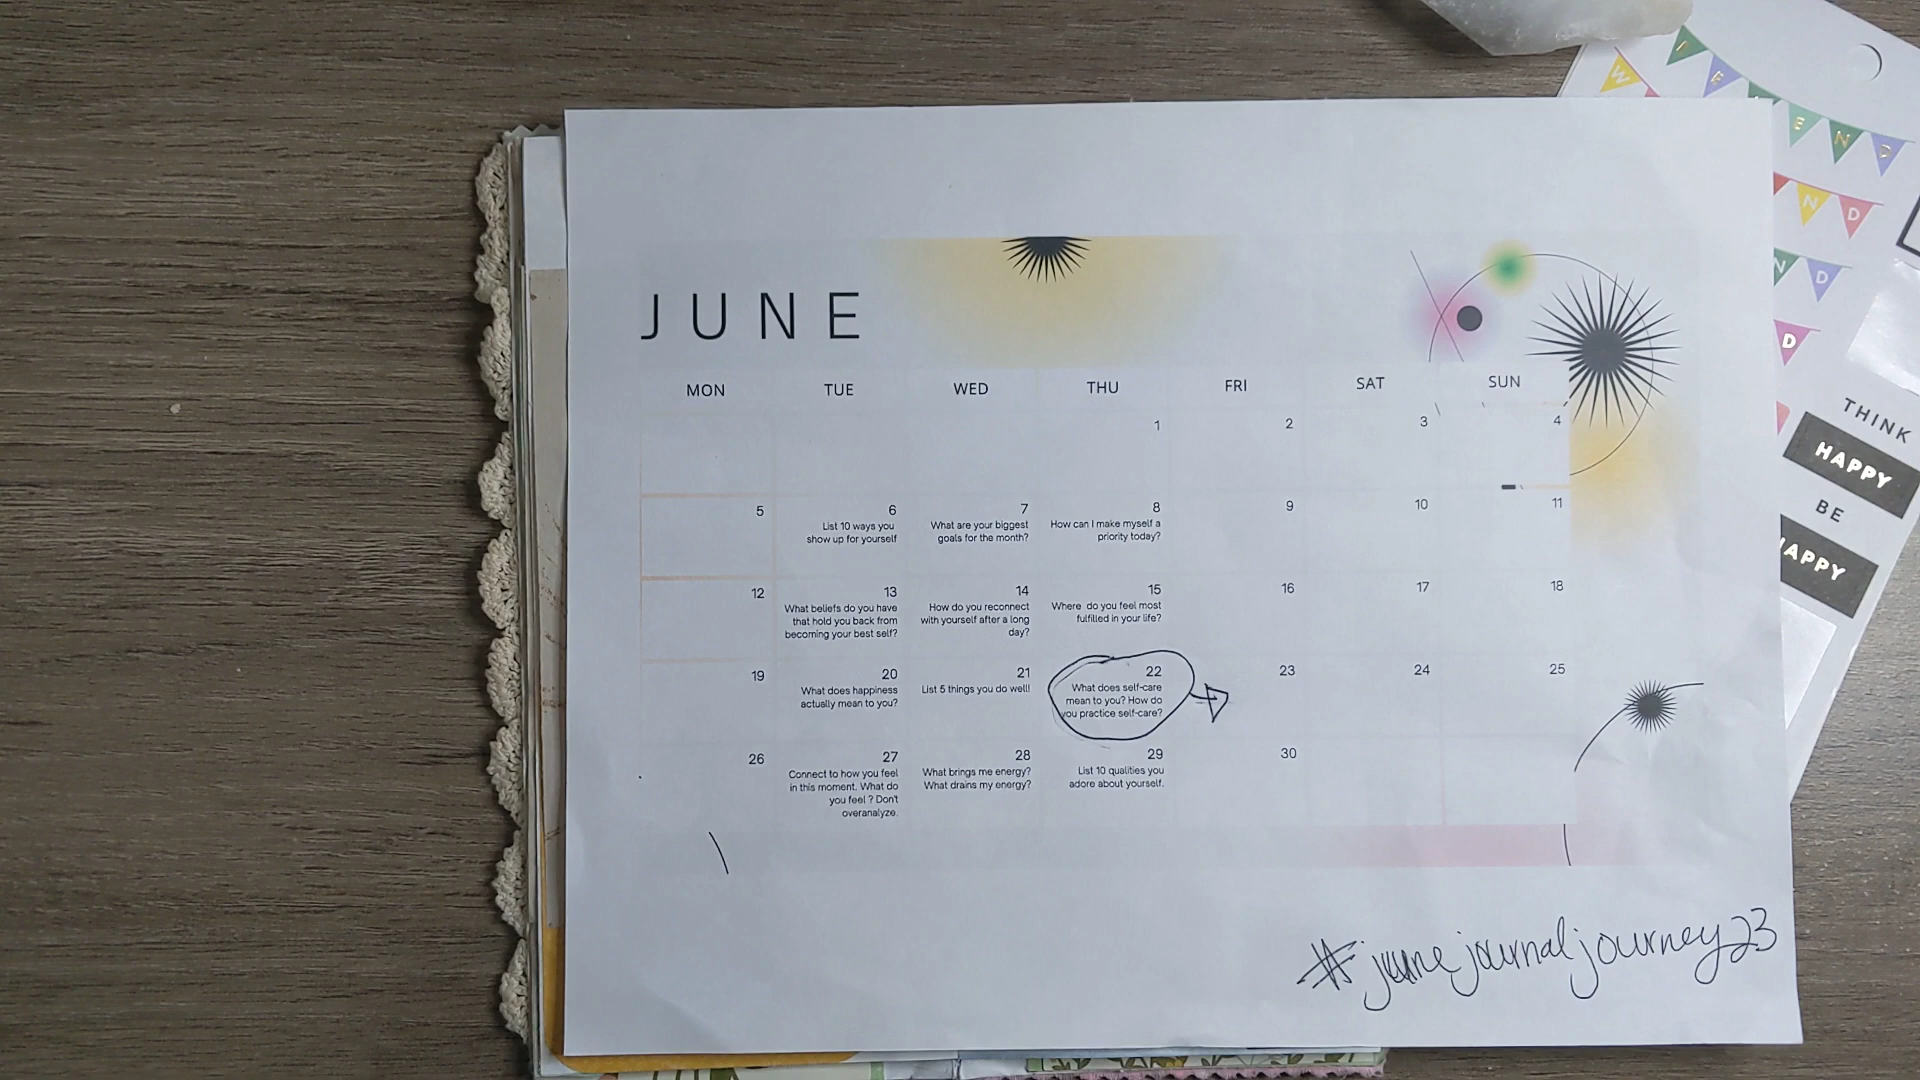 JUNE
MON TUE WED THU FRI SAT SUN
1 2 3 4
5 6 7 8 9 10 11
List 10 ways you
show up for yourself
What are your biggest
goals for the month?
How can I make myself a
priority today?
12 13 14 15 16 17 18
What beliefs do you have
that hold you back from
becoming your best self?
How do you reconnect
with yourself after a long
day?
Where do you feel most
fulfilled in your life?
19 20 21 22 23 24 25
What does happiness
actually mean to you?
List 5 things you do well!
What does self-care
mean to you? How do
you practice self-care?
26 27 28 29 30
Connect to how you feel
in this moment. What do
you feel ? Don't
overanalyze.
What brings me energy?
What drains my energy?
List 10 qualities you
adore about yourself.
#junejournaljourney23
W
I E
E N D
N D
N D
D
THINK
HAPPY
BE
HAPPY